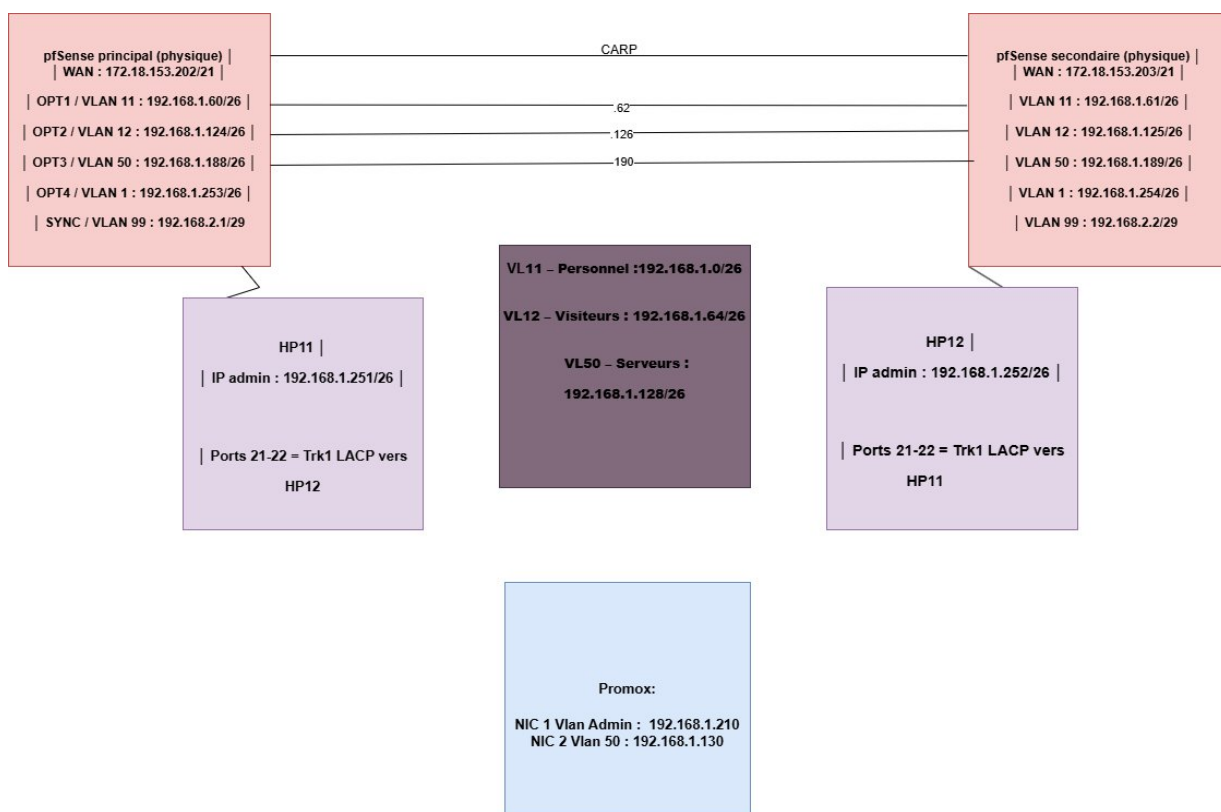 pfSense principal (physique) |
| WAN : 172.18.153.202/21 |
| OPT1 / VLAN 11 : 192.168.1.60/26 |
| OPT2 / VLAN 12 : 192.168.1.124/26 |
| OPT3 / VLAN 50 : 192.168.1.188/26 |
| OPT4 / VLAN 1 : 192.168.1.253/26 |
| SYNC / VLAN 99 : 192.168.2.1/29
CARP
.62
.126
.190
pfSense secondaire (physique) |
| WAN : 172.18.153.203/21 |
| VLAN 11 : 192.168.1.61/26 |
| VLAN 12 : 192.168.1.125/26 |
| VLAN 50 : 192.168.1.189/26 |
| VLAN 1 : 192.168.1.254/26 |
| VLAN 99 : 192.168.2.2/29
VL11 – Personnel :192.168.1.0/26
VL12 – Visiteurs : 192.168.1.64/26
VL50 – Serveurs :
192.168.1.128/26
HP11 |
| IP admin : 192.168.1.251/26 |
| Ports 21-22 = Trk1 LACP vers
HP12
HP12 |
| IP admin : 192.168.1.252/26 |
| Ports 21-22 = Trk1 LACP vers
HP11
Promox:
NIC 1 Vlan Admin : 192.168.1.210
NIC 2 Vlan 50 : 192.168.1.130